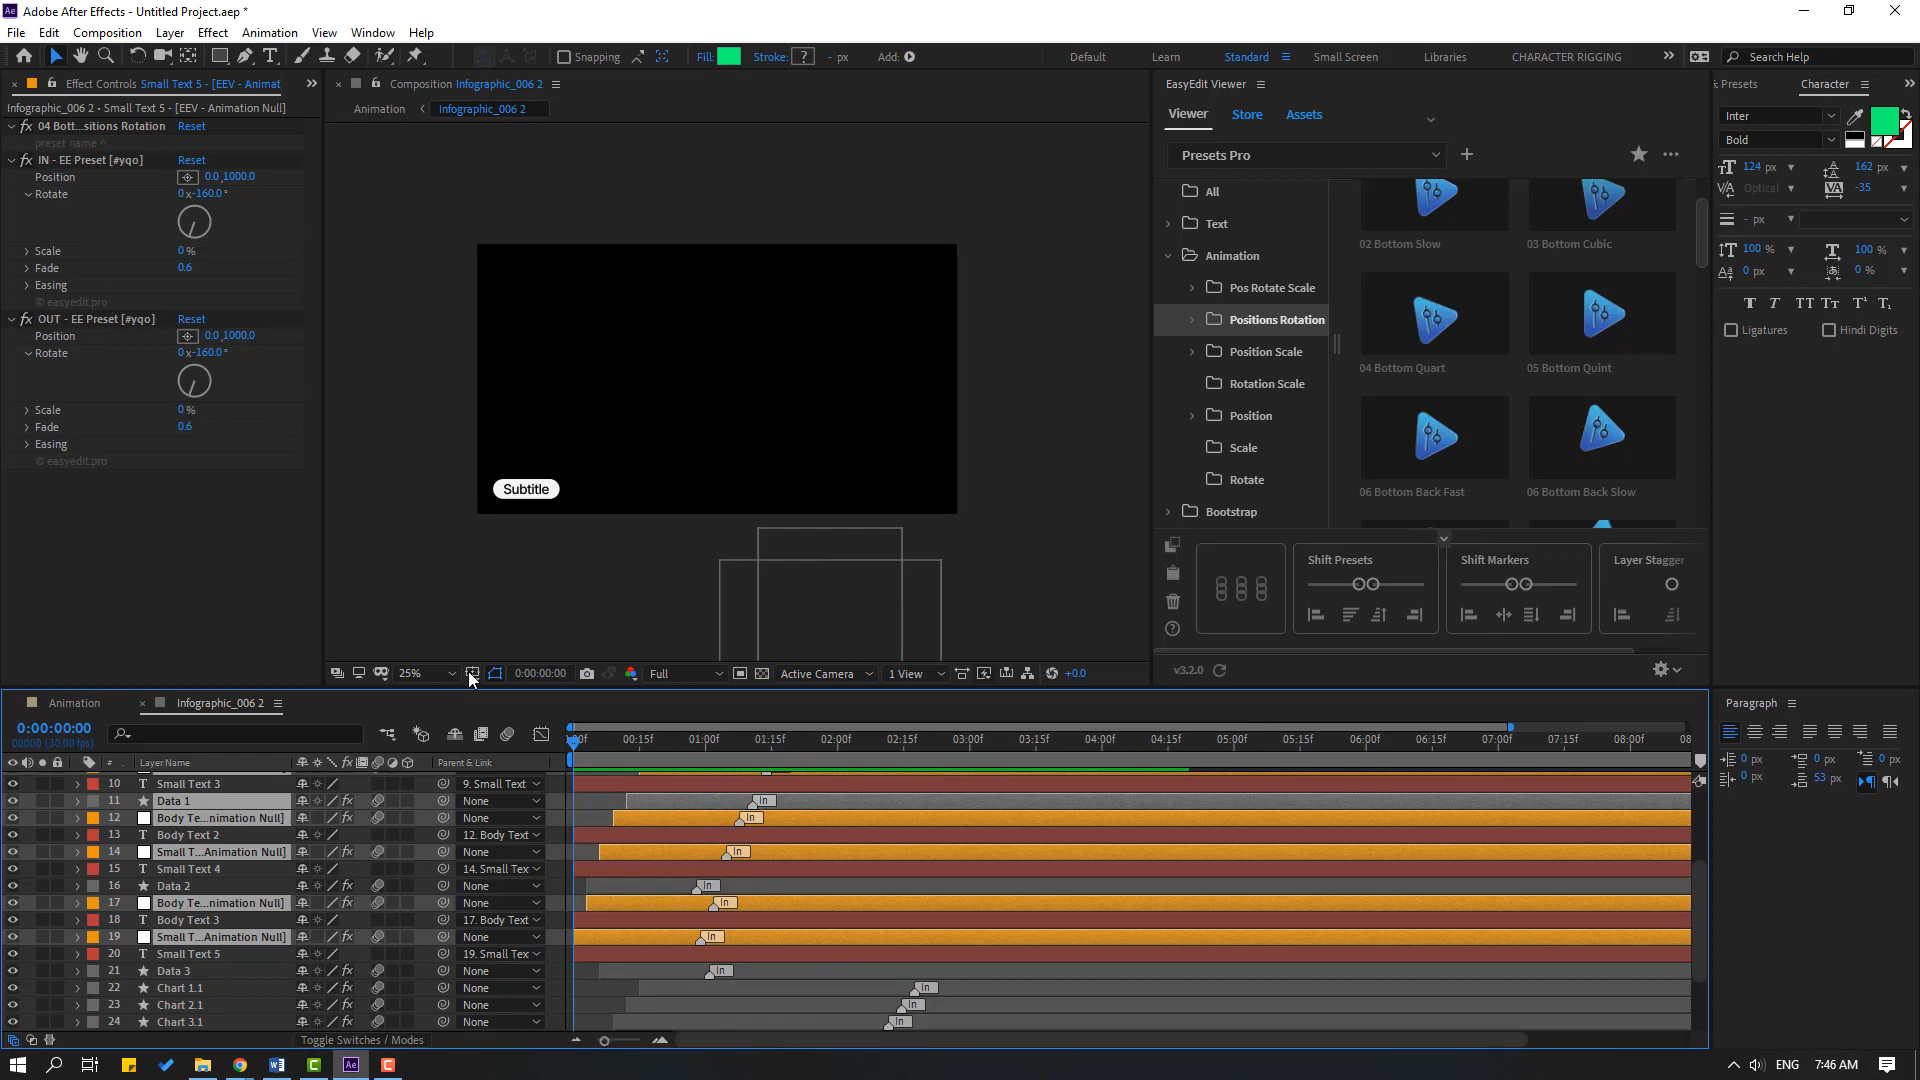 Adobe After Effects - Untitled Project.aep *
File Edit Composition Layer Effect Animation View Window Help
Snapping Fill: Stroke: ? - px Add: Default Learn Standard Small Screen Libraries CHARACTER RIGGING Search Help
Effect Controls Small Text 5 - [EEV - Animat
Infographic_006 2 • Small Text 5 - [EEV - Animation Null]
fx 04 Bott...sitions Rotation Reset
preset name ^
fx IN - EE Preset [#yqo] Reset
Position 0.0,1000.0
Rotate 0 x-160.0°
Scale 0 %
Fade 0.6
Easing
© easyedit.pro
fx OUT - EE Preset [#yqo] Reset
Position 0.0,1000.0
Rotate 0 x-160.0°
Scale 0 %
Fade 0.6
Easing
© easyedit.pro
Composition Infographic_006 2
Animation Infographic_006 2
Subtitle
25% 0:00:00:00 Full Active Camera 1 View +0.0
EasyEdit Viewer
Viewer Store Assets
Presets Pro
All
Text
Animation
Pos Rotate Scale
Positions Rotation
Position Scale
Rotation Scale
Position
Scale
Rotate
Bootstrap
02 Bottom Slow 03 Bottom Cubic
04 Bottom Quart 05 Bottom Quint
06 Bottom Back Fast 06 Bottom Back Slow
Shift Presets Shift Markers Layer Stagger
v3.2.0
Presets Character
Inter
Bold
124 px 162 px
Optical -35
- px
100 % 100 %
0 px 0 %
Ligatures Hindi Digits
Paragraph
0 px 0 px 0 px
0 px 53 px
Animation Infographic_006 2
0:00:00:00
00000 (30.00 fps)
00f 00:15f 01:00f 01:15f 02:00f 02:15f 03:00f 03:15f 04:00f 04:15f 05:00f 05:15f 06:00f 06:15f 07:00f 07:15f 08:00f 08
# Layer Name Parent & Link
10 Small Text 3 9. Small Text
11 Data 1 None In
12 Body Te...nimation Null] None In
13 Body Text 2 12. Body Text
14 Small T...Animation Null] None In
15 Small Text 4 14. Small Tex
16 Data 2 None In
17 Body Te...nimation Null] None In
18 Body Text 3 17. Body Text
19 Small T...Animation Null] None In
20 Small Text 5 19. Small Tex
21 Data 3 None In
22 Chart 1.1 None In
23 Chart 2.1 None In
24 Chart 3.1 None In
Toggle Switches / Modes
ENG 7:46 AM